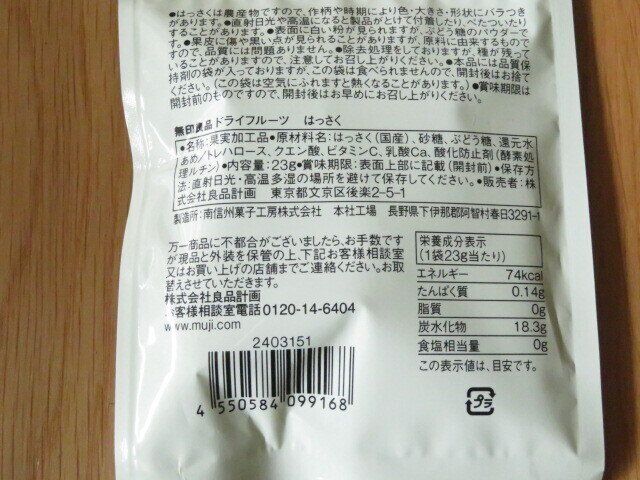 ●はっさくは農産物ですので、作柄や時期により色・大きさ・形状にバラつき
があります。●直射日光や高温になると製品がとけて付着したり、べたついたり
することがあります。●表面に白い粉が見られますが、ぶどう糖のパウダーで
す。●果皮に傷や黒い点が見られることがありますが、原料に由来するもので
すので、品質には問題ありません。●除去処理をしておりますが、種が残って
いることがありますので、注意してお召し上がりください。●本品には品質保
持剤の袋が入っておりますが、この袋は食べられませんので、開封後はお捨て
ください。(この袋は空気にふれますと熱くなることがあります。)●賞味期限は
開封前のものですので、開封後はお早めにお召し上がりください。
無印良品 ドライフルーツ はっさく
●名称:果実加工品●原材料名:はっさく(国産)、砂糖、ぶどう糖、還元水
あめ/トレハロース、クエン酸、ビタミンC、乳酸Ca、酸化防止剤(酵素処
理ルチン)●内容量:23g●賞味期限:表面上部に記載(開封前)●保存方
法:直射日光・高温多湿の場所を避けて保存してください。●販売者:株
式会社良品計画 東京都文京区後楽2-5-1
製造所:南信州菓子工房株式会社 本社工場 長野県下伊那郡阿智村春日3291-1
万一商品に不都合がございましたら、お手数です
が現品と外装を保管の上、下記お客様相談室
又はお買い上げの店舗までご連絡ください。お取
替えさせていただきます。
株式会社良品計画
お客様相談室電話0120-14-6404
www.muji.com
2403151
4 550584 099168
栄養成分表示
(1袋23g当たり)
エネルギー 74kcal
たんぱく質 0.14g
脂質 0g
炭水化物 18.3g
食塩相当量 0g
この表示値は、目安です。
プラ